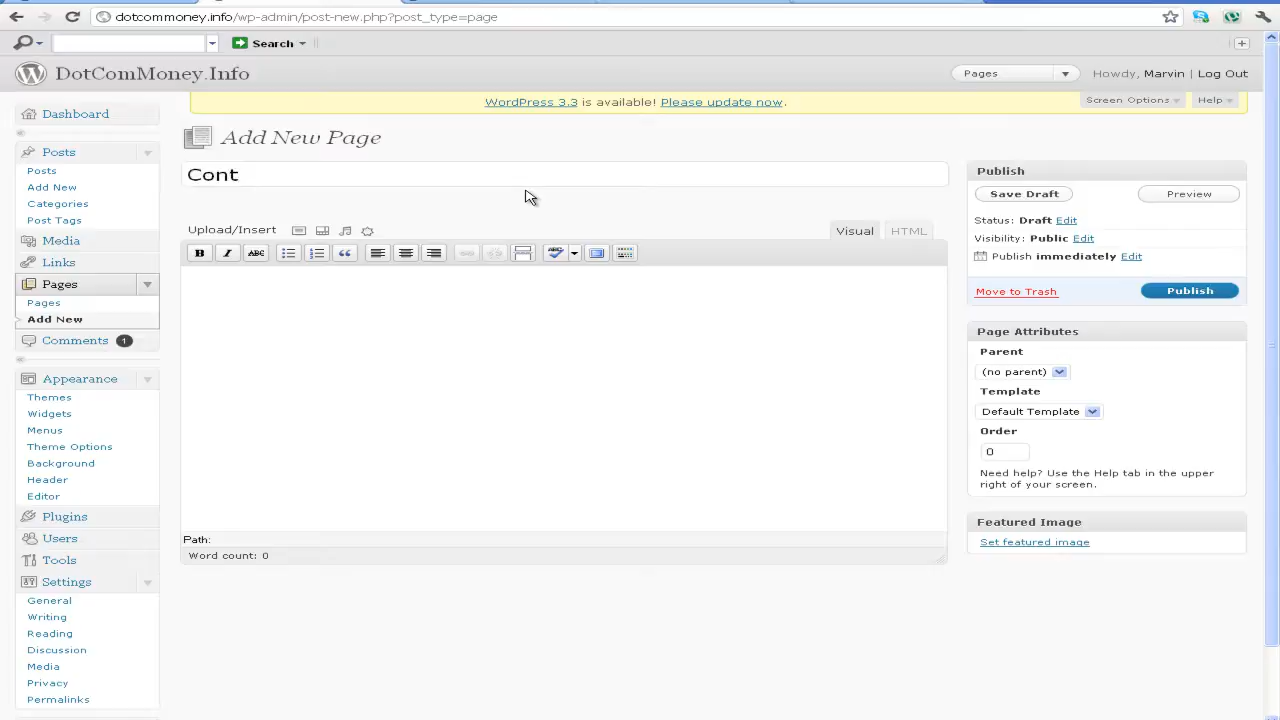 dotcommoney.info/wp-admin/post-new.php?post_type=page
Search
DotComMoney.Info
Pages
Howdy, Marvin | Log Out
WordPress 3.3 is available! Please update now.
Screen Options
Help
Dashboard
Posts
Posts
Add New
Categories
Post Tags
Media
Links
Pages
Pages
Add New
Comments 1
Appearance
Themes
Widgets
Menus
Theme Options
Background
Header
Editor
Plugins
Users
Tools
Settings
General
Writing
Reading
Discussion
Media
Privacy
Permalinks
Add New Page
Cont
Upload/Insert
Visual
HTML
B I ABC
Path:
Word count: 0
Publish
Save Draft
Preview
Status: Draft Edit
Visibility: Public Edit
Publish immediately Edit
Move to Trash
Publish
Page Attributes
Parent
(no parent)
Template
Default Template
Order
0
Need help? Use the Help tab in the upper
right of your screen.
Featured Image
Set featured image